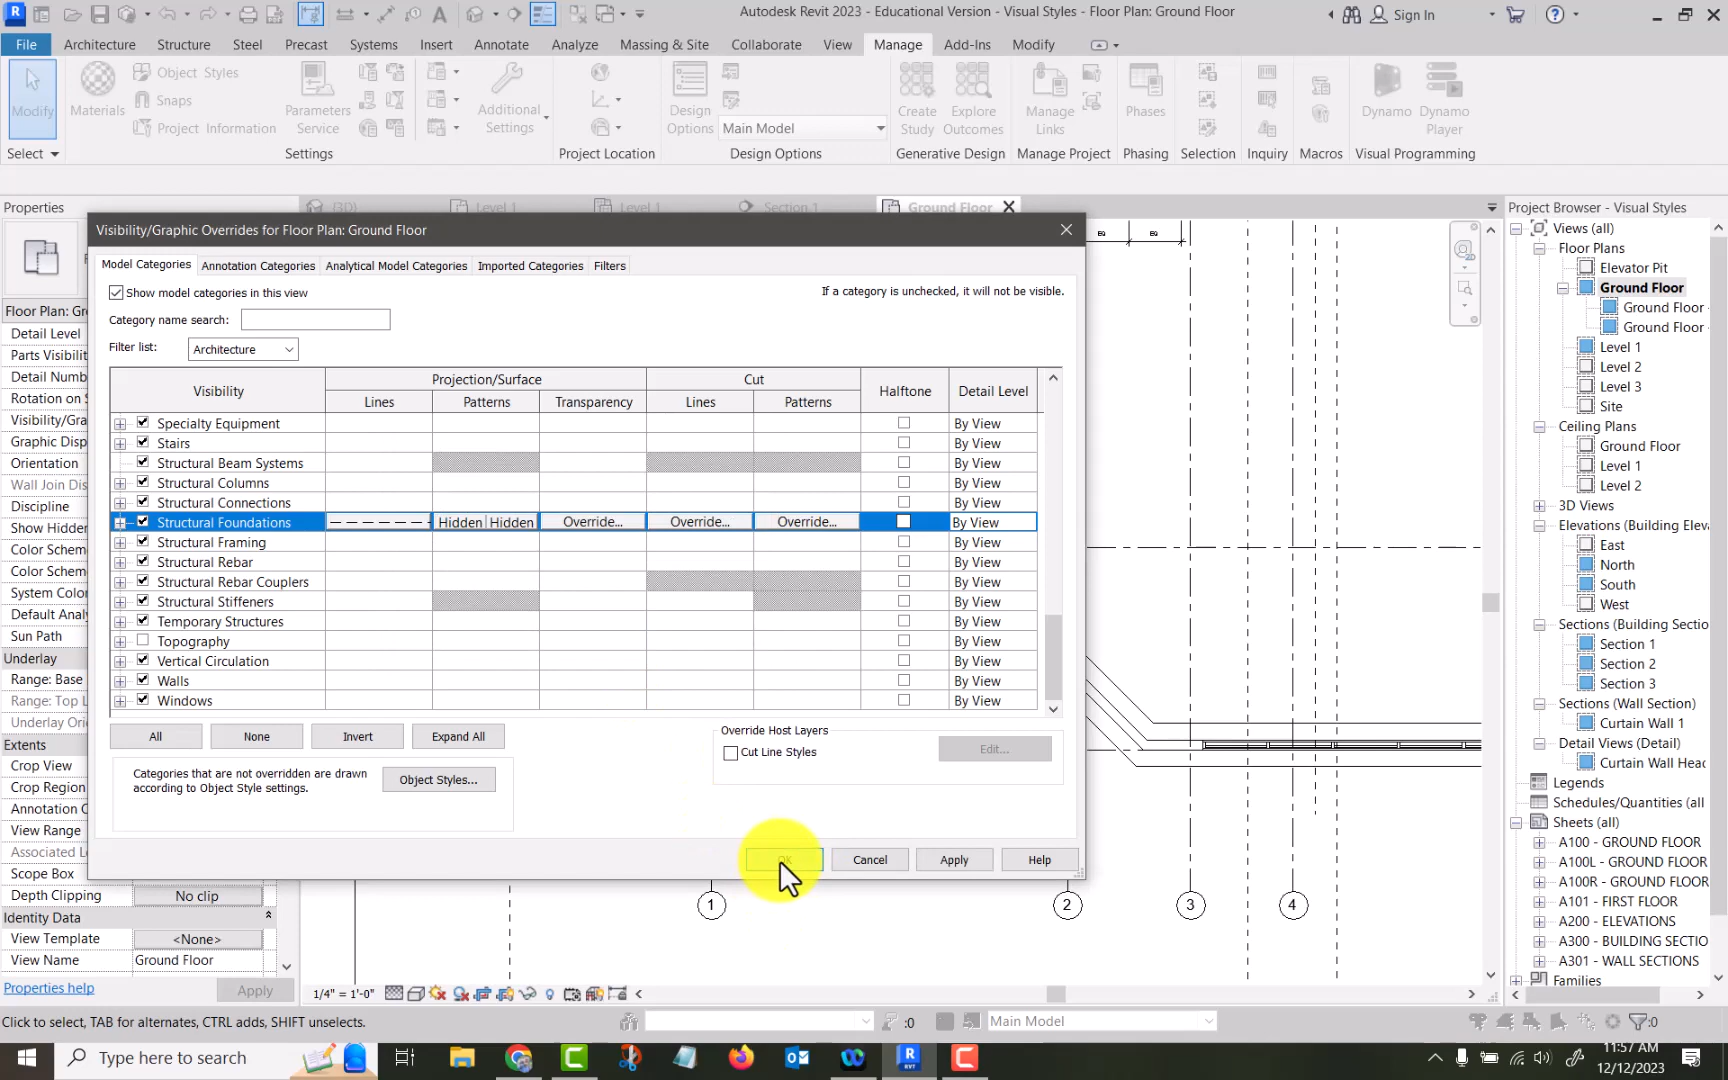 Autodesk Revit 2023 - Educational Version - Visual Styles - Floor Plan: Ground Floor
Sign In
File Architecture Structure Steel Precast Systems Insert Annotate Analyze Massing & Site Collaborate View Manage Add-Ins Modify
Modify
Materials
Object Styles
Snaps
Project Information
Parameters Service
Additional Settings
Design Options
Main Model
Create Study
Explore Outcomes
Manage Links
Phases
Dynamo
Dynamo Player
Select
Settings
Project Location
Design Options
Generative Design
Manage Project
Phasing
Selection
Inquiry
Macros
Visual Programming
Properties
{3D}
Level 1
Level 1
Section 1
Ground Floor
Floor Plan: Gr
Detail Level
Parts Visibilit
Detail Numb
Rotation on S
Visibility/Gra
Graphic Disp
Orientation
Wall Join Dis
Discipline
Show Hidden
Color Schem
Color Schem
System Color
Default Analy
Sun Path
Underlay
Range: Base
Range: Top L
Underlay Orie
Extents
Crop View
Crop Region
Annotation C
View Range
Associated L
Scope Box
Depth Clipping No clip
Identity Data
View Template <None>
View Name Ground Floor
Properties help
Apply
Visibility/Graphic Overrides for Floor Plan: Ground Floor
Model Categories Annotation Categories Analytical Model Categories Imported Categories Filters
Show model categories in this view
If a category is unchecked, it will not be visible.
Category name search:
Filter list: Architecture
Visibility Projection/Surface Cut Halftone Detail Level
Lines Patterns Transparency Lines Patterns
Specialty Equipment By View
Stairs By View
Structural Beam Systems By View
Structural Columns By View
Structural Connections By View
Structural Foundations Hidden Hidden Override... Override... Override... By View
Structural Framing By View
Structural Rebar By View
Structural Rebar Couplers By View
Structural Stiffeners By View
Temporary Structures By View
Topography By View
Vertical Circulation By View
Walls By View
Windows By View
All None Invert Expand All
Override Host Layers
Cut Line Styles
Edit...
Categories that are not overridden are drawn
according to Object Style settings.
Object Styles...
OK Cancel Apply Help
EQ EQ
1 2 3 4
Project Browser - Visual Styles
Views (all)
Floor Plans
Elevator Pit
Ground Floor
Ground Floor
Ground Floor
Level 1
Level 2
Level 3
Site
Ceiling Plans
Ground Floor
Level 1
Level 2
3D Views
Elevations (Building Elev
East
North
South
West
Sections (Building Sectio
Section 1
Section 2
Section 3
Sections (Wall Section)
Curtain Wall 1
Detail Views (Detail)
Curtain Wall Head
Legends
Schedules/Quantities (all
Sheets (all)
A100 - GROUND FLOOR
A100L - GROUND FLOOR
A100R - GROUND FLOOR
A101 - FIRST FLOOR
A200 - ELEVATIONS
A300 - BUILDING SECTIO
A301 - WALL SECTIONS
Families
1/4" = 1'-0"
Click to select, TAB for alternates, CTRL adds, SHIFT unselects.
:0
Main Model
:0
Type here to search
11:57 AM
12/12/2023